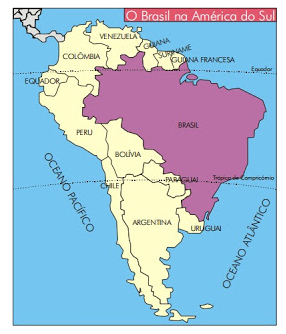 O Brasil na América do Sul
VENEZUELA
GUIANA
SURINAME
GUIANA FRANCESA
COLÔMBIA
Equador
EQUADOR
BRASIL
PERU
BOLÍVIA
Trópico de Capricórnio
PARAGUAI
CHILE
OCEANO PACÍFICO
OCEANO ATLÂNTICO
ARGENTINA
URUGUAI